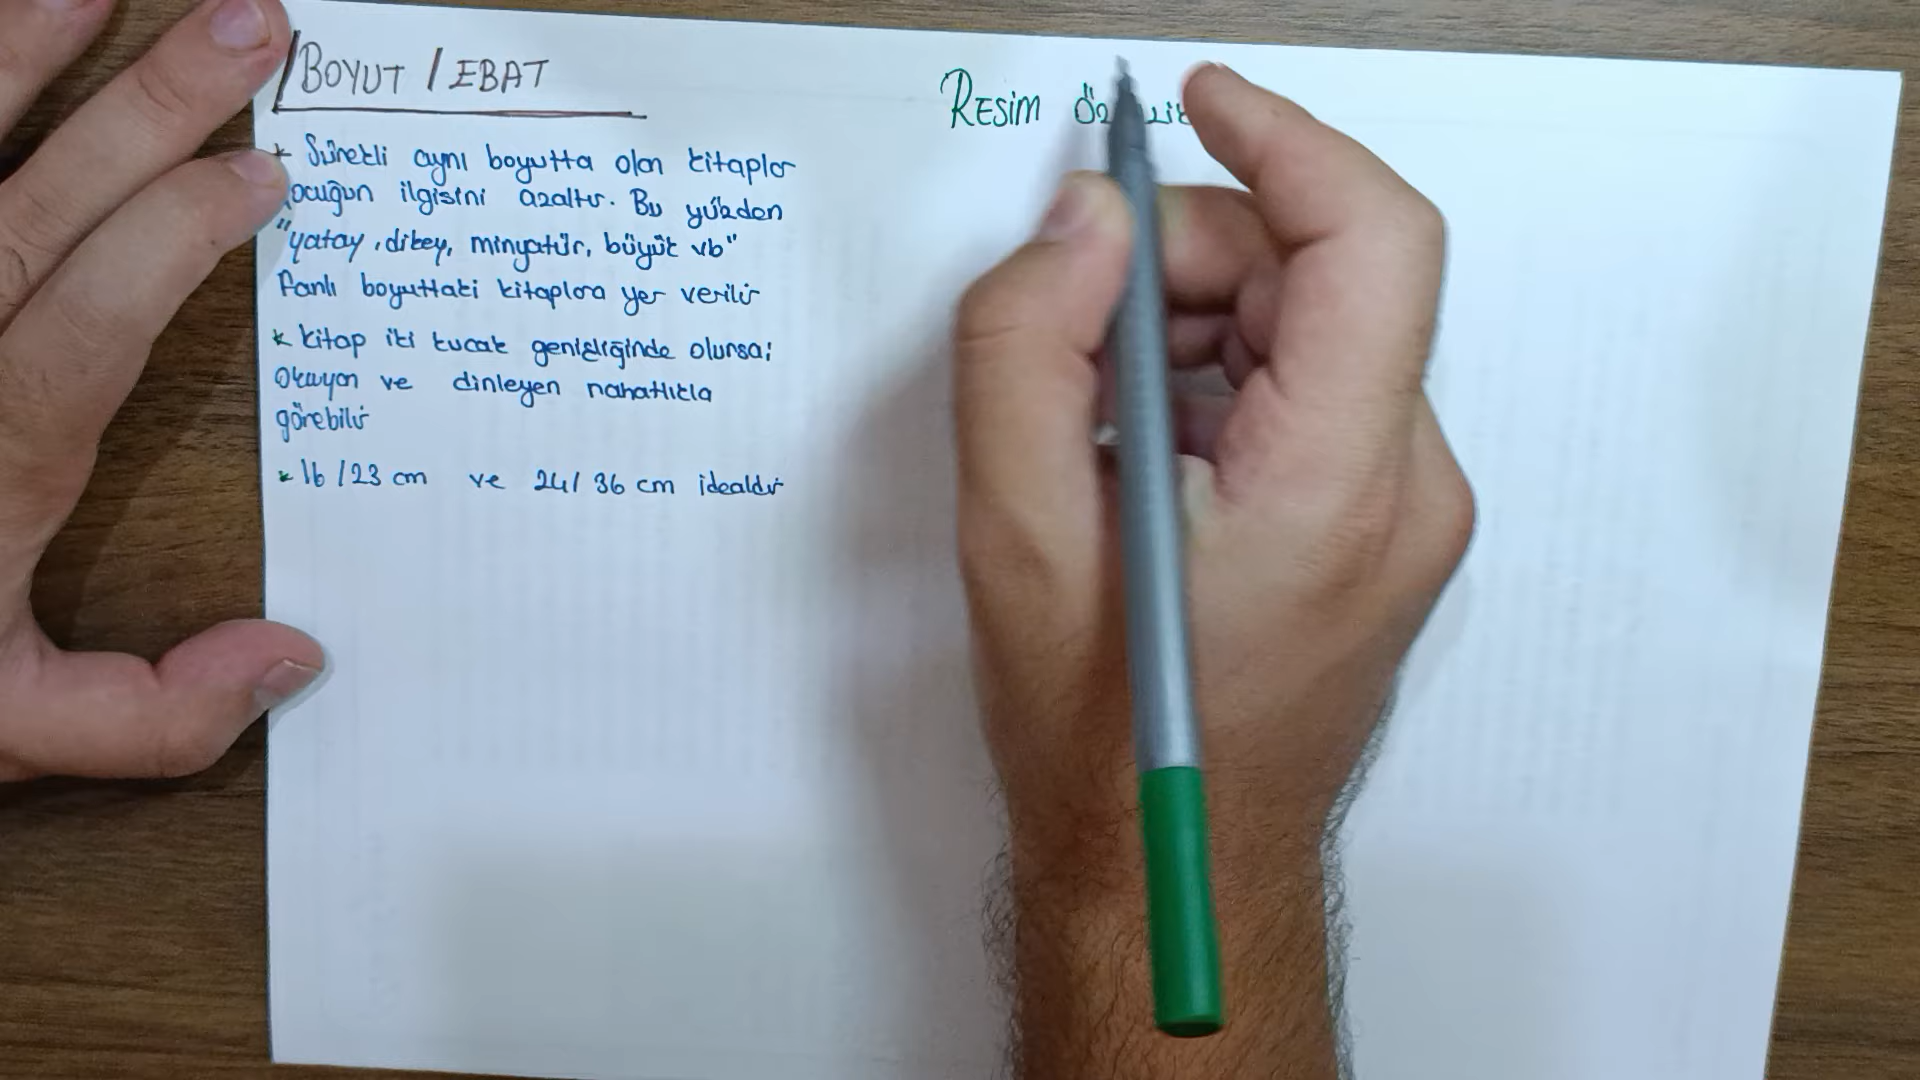 BOYUT / EBAT
* Sürekli aynı boyutta olan kitaplar
çocuğun ilgisini azaltır. Bu yüzden
"yatay, dikey, minyatür, büyük vb"
farklı boyuttaki kitaplara yer verilir
* kitap iki kucak genişliğinde olursa;
okuyan ve dinleyen rahatlıkla
görebilir
* 16 / 23 cm ve 24 / 36 cm idealdir
RESİM